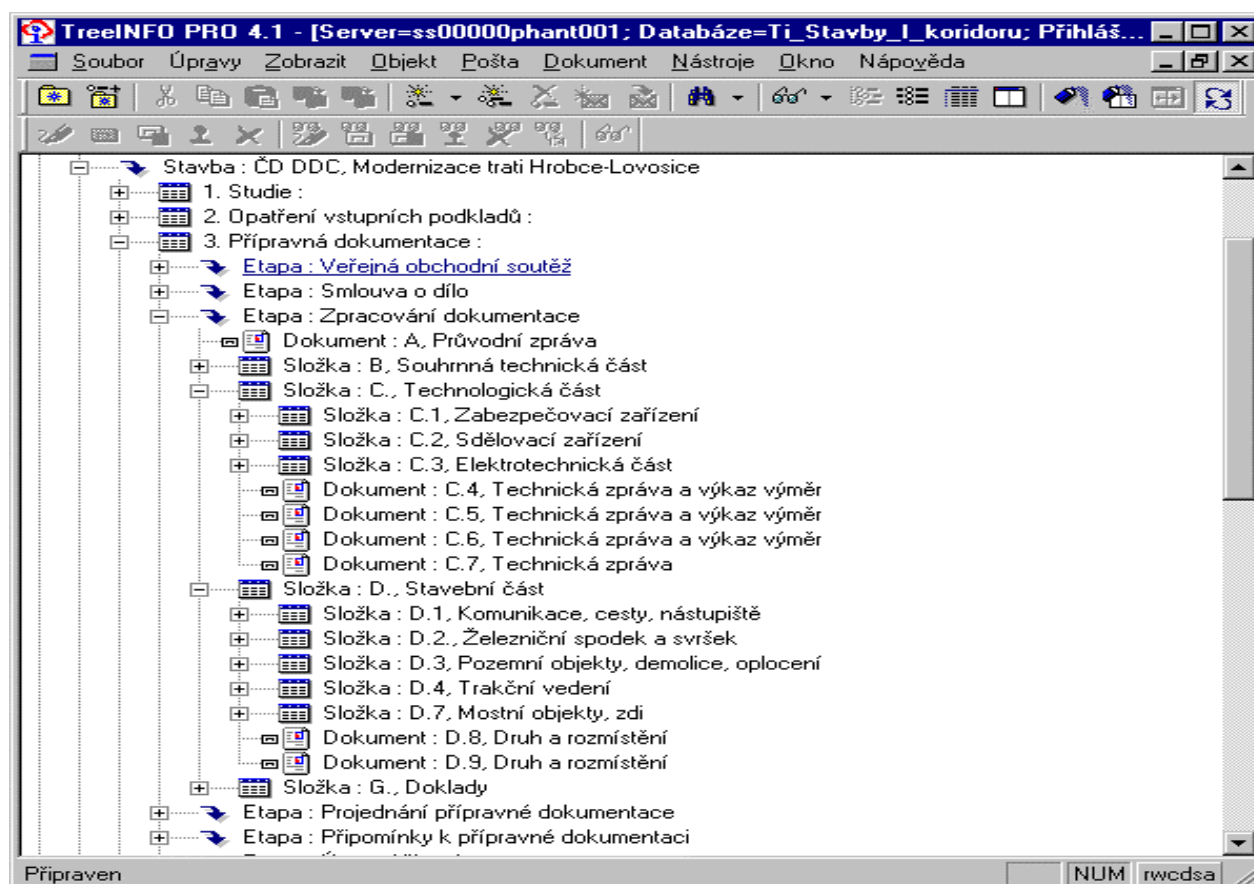 TreeINFO PRO 4.1 - [Server=ss00000phant001; Databáze=Ti_Stavby_I_koridoru; Přihláš...
Soubor Úpravy Zobrazit Objekt Pošta Dokument Nástroje Okno Nápověda
Stavba : ČD DDC, Modernizace trati Hrobce-Lovosice
1. Studie :
2. Opatření vstupních podkladů :
3. Přípravná dokumentace :
Etapa : Veřejná obchodní soutěž
Etapa : Smlouva o dílo
Etapa : Zpracování dokumentace
Dokument : A, Průvodní zpráva
Složka : B, Souhrnná technická část
Složka : C., Technologická část
Složka : C.1, Zabezpečovací zařízení
Složka : C.2, Sdělovací zařízení
Složka : C.3, Elektrotechnická část
Dokument : C.4, Technická zpráva a výkaz výměr
Dokument : C.5, Technická zpráva a výkaz výměr
Dokument : C.6, Technická zpráva a výkaz výměr
Dokument : C.7, Technická zpráva
Složka : D., Stavební část
Složka : D.1, Komunikace, cesty, nástupiště
Složka : D.2., Železniční spodek a svršek
Složka : D.3, Pozemní objekty, demolice, oplocení
Složka : D.4, Trakční vedení
Složka : D.7, Mostní objekty, zdi
Dokument : D.8, Druh a rozmístění
Dokument : D.9, Druh a rozmístění
Složka : G., Doklady
Etapa : Projednání přípravné dokumentace
Etapa : Připomínky k přípravné dokumentaci
Připraven NUM rwcdsa